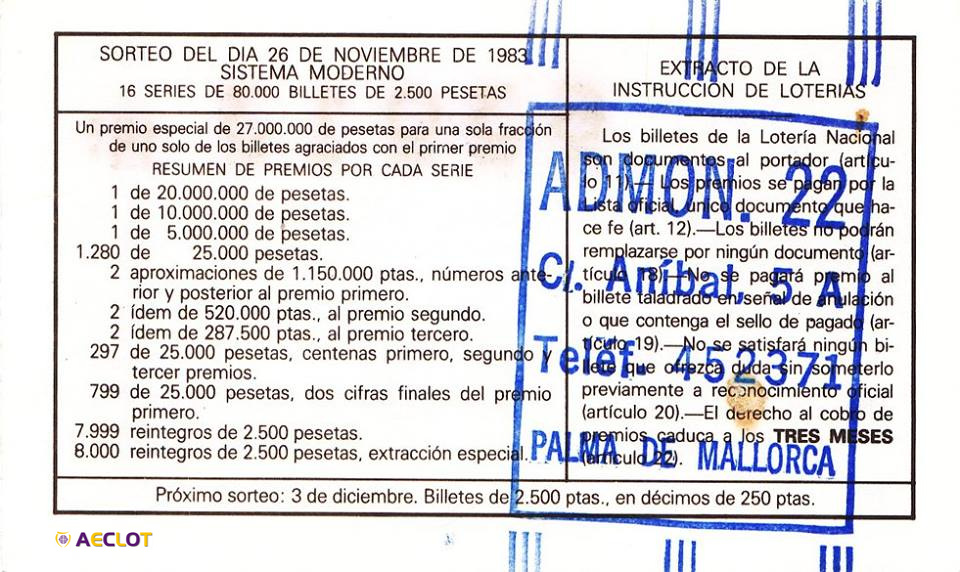 SORTEO DEL DIA 26 DE NOVIEMBRE DE 1983
SISTEMA MODERNO
16 SERIES DE 80.000 BILLETES DE 2.500 PESETAS
Un premio especial de 27.000.000 de pesetas para una sola fracción
de uno solo de los billetes agraciados con el primer premio
RESUMEN DE PREMIOS POR CADA SERIE
1 de 20.000.000 de pesetas.
1 de 10.000.000 de pesetas.
1 de 5.000.000 de pesetas.
1.280 de 25.000 pesetas.
2 aproximaciones de 1.150.000 ptas., números ante-
rior y posterior al premio primero.
2 ídem de 520.000 ptas., al premio segundo.
2 ídem de 287.500 ptas., al premio tercero.
297 de 25.000 pesetas, centenas primero, segundo y
tercer premios.
799 de 25.000 pesetas, dos cifras finales del premio
primero.
7.999 reintegros de 2.500 pesetas.
8.000 reintegros de 2.500 pesetas, extracción especial.
EXTRACTO DE LA
INSTRUCCIÓN DE LOTERIAS
Los billetes de la Lotería Nacional
son documentos al portador (artícu-
lo 11).—Los premios se pagan por la
Lista oficial, único documento que ha-
ce fe (art. 12).—Los billetes no podrán
remplazarse por ningún documento (ar-
tículo 18).—No se pagará premio al
billete taladrado en señal de anulación
o que contenga el sello de pagado (ar-
tículo 19).—No se satisfará ningún bi-
llete que ofrezca duda sin someterlo
previamente a reconocimiento oficial
(artículo 20).—El derecho al cobro de
premios caduca a los TRES MESES
(artículo 22).
ADMON. 22
C/. Aníbal, 5 A
Teléf. 452371
PALMA DE MALLORCA
Próximo sorteo: 3 de diciembre. Billetes de 2.500 ptas., en décimos de 250 ptas.
AECLOT